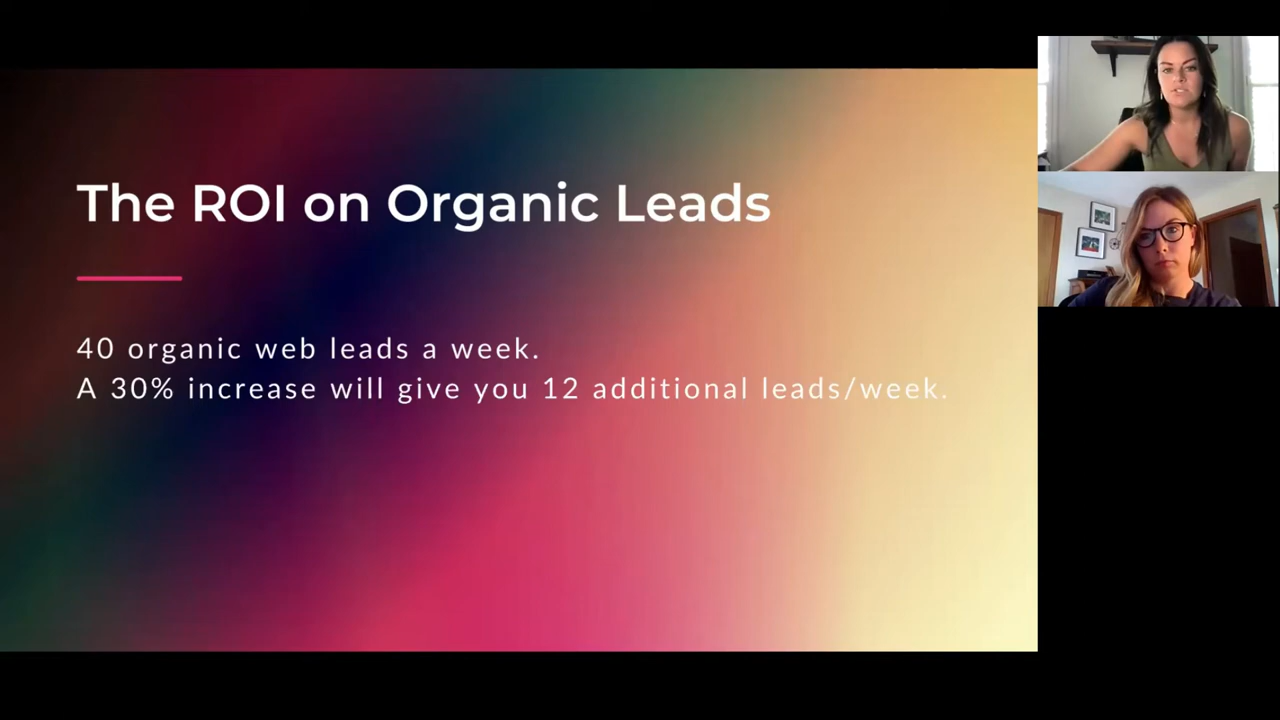 The ROI on Organic Leads
40 organic web leads a week.
A 30% increase will give you 12 additional leads/week.